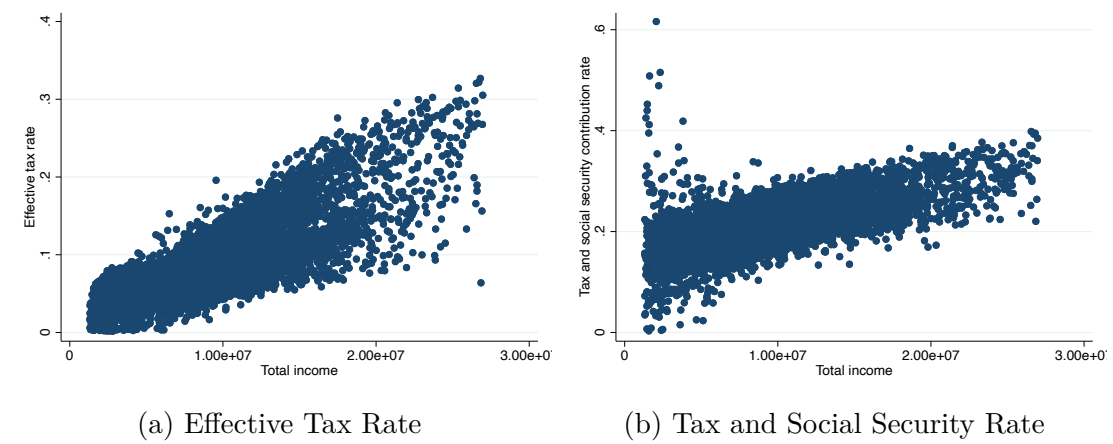 .4
.3
.2
.1
0
Effective tax rate
0
1.00e+07
2.00e+07
3.00e+07
Total income
(a) Effective Tax Rate
.6
.4
.2
0
Tax and social security contribution rate
0
1.00e+07
2.00e+07
3.00e+07
Total income
(b) Tax and Social Security Rate